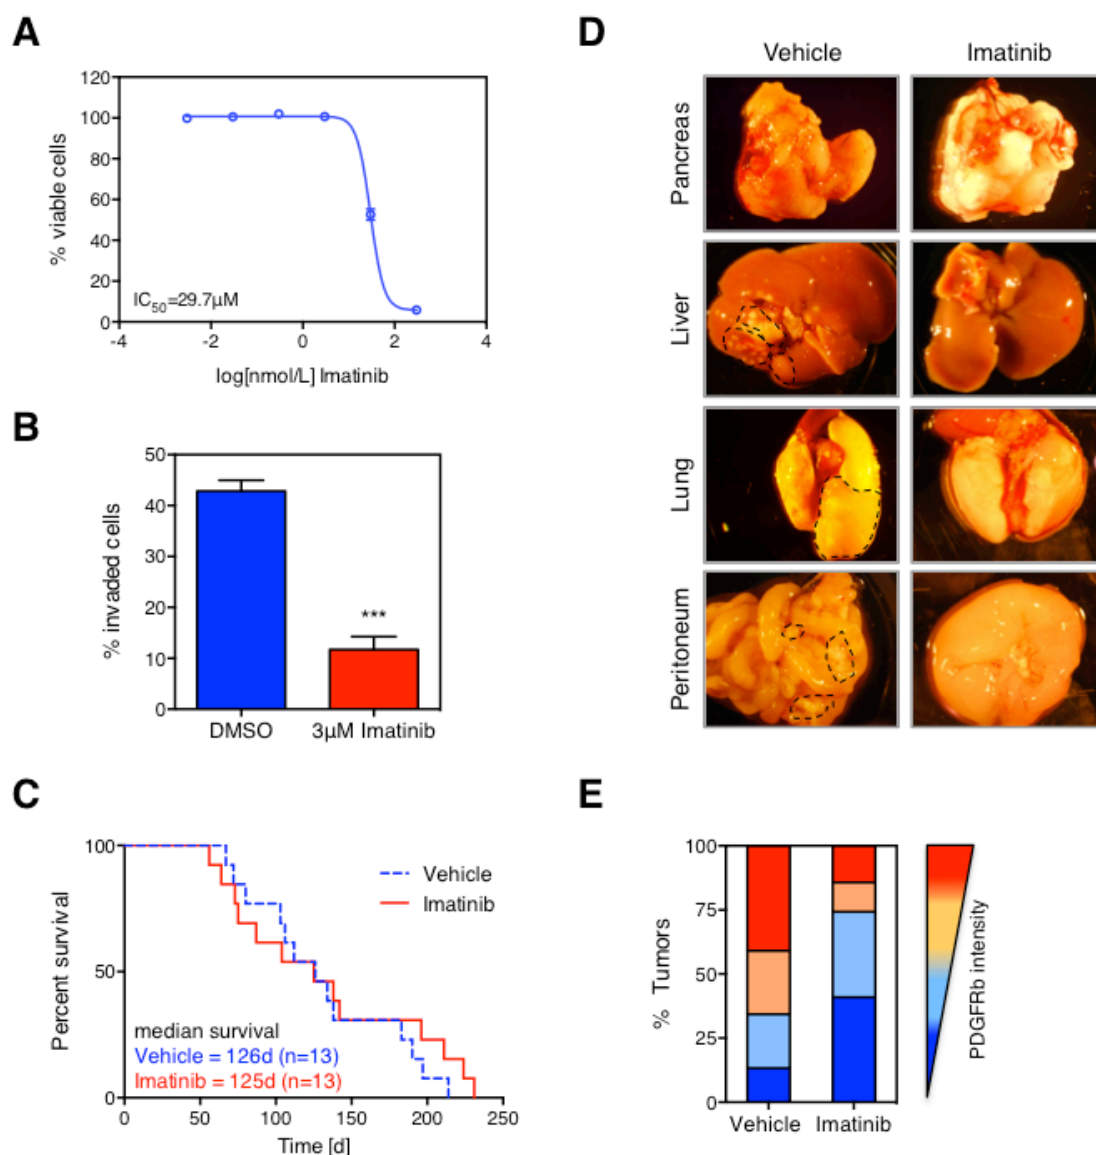 A
120
100
80
60
40
20
0
% viable cells
IC50=29.7µM
-4
-2
0
2
4
log[nmol/L] Imatinib
B
50
40
30
20
10
0
% invaded cells
***
DMSO
3µM Imatinib
C
100
50
0
Percent survival
Vehicle
Imatinib
median survival
Vehicle = 126d (n=13)
Imatinib = 125d (n=13)
0
50
100
150
200
250
Time [d]
D
Vehicle
Imatinib
Pancreas
Liver
Lung
Peritoneum
E
100
75
50
25
0
% Tumors
Vehicle
Imatinib
PDGFRb intensity